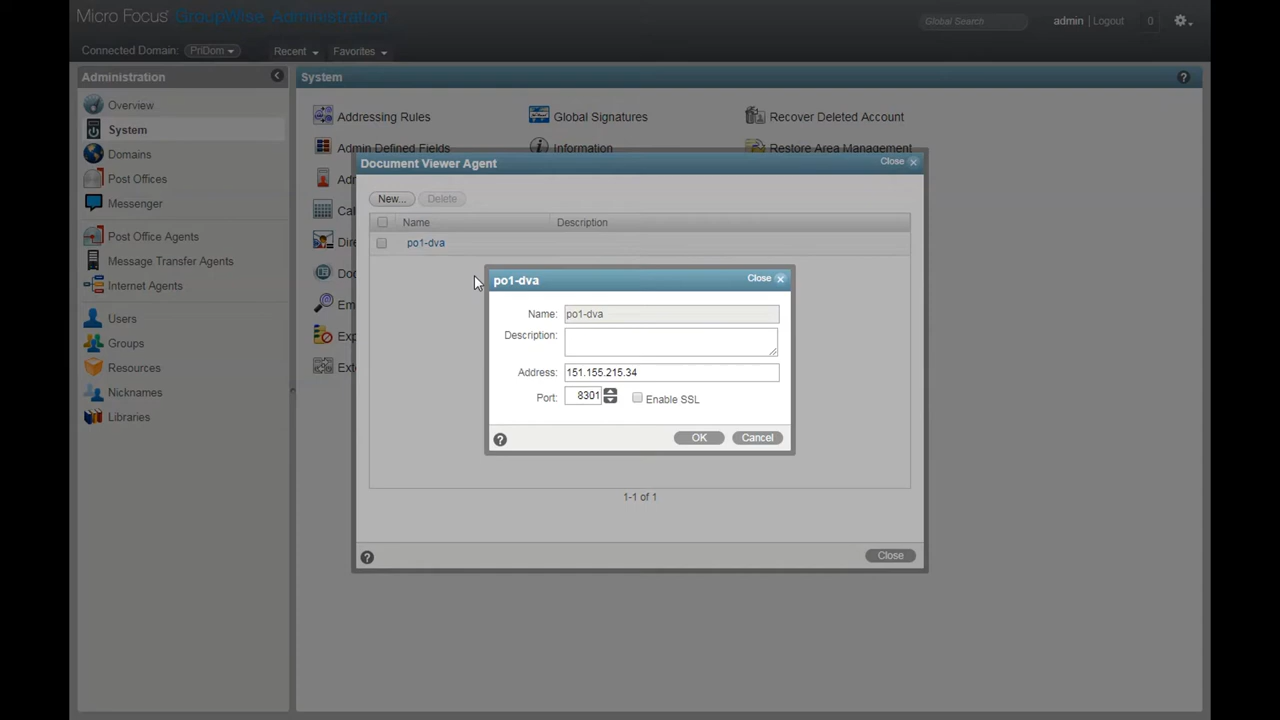 Micro Focus GroupWise Administration
Global Search
admin | Logout
0
Connected Domain: PriDom
Recent
Favorites
Administration
System
?
Overview
System
Domains
Post Offices
Messenger
Post Office Agents
Message Transfer Agents
Internet Agents
Users
Groups
Resources
Nicknames
Libraries
Addressing Rules
Global Signatures
Recover Deleted Account
Admin Defined Fields
Information
Restore Area Management
Document Viewer Agent
Close
New...
Delete
Name
Description
po1-dva
po1-dva
Close
Name: po1-dva
Description:
Address: 151.155.215.34
Port: 8301
Enable SSL
?
OK
Cancel
1-1 of 1
?
Close